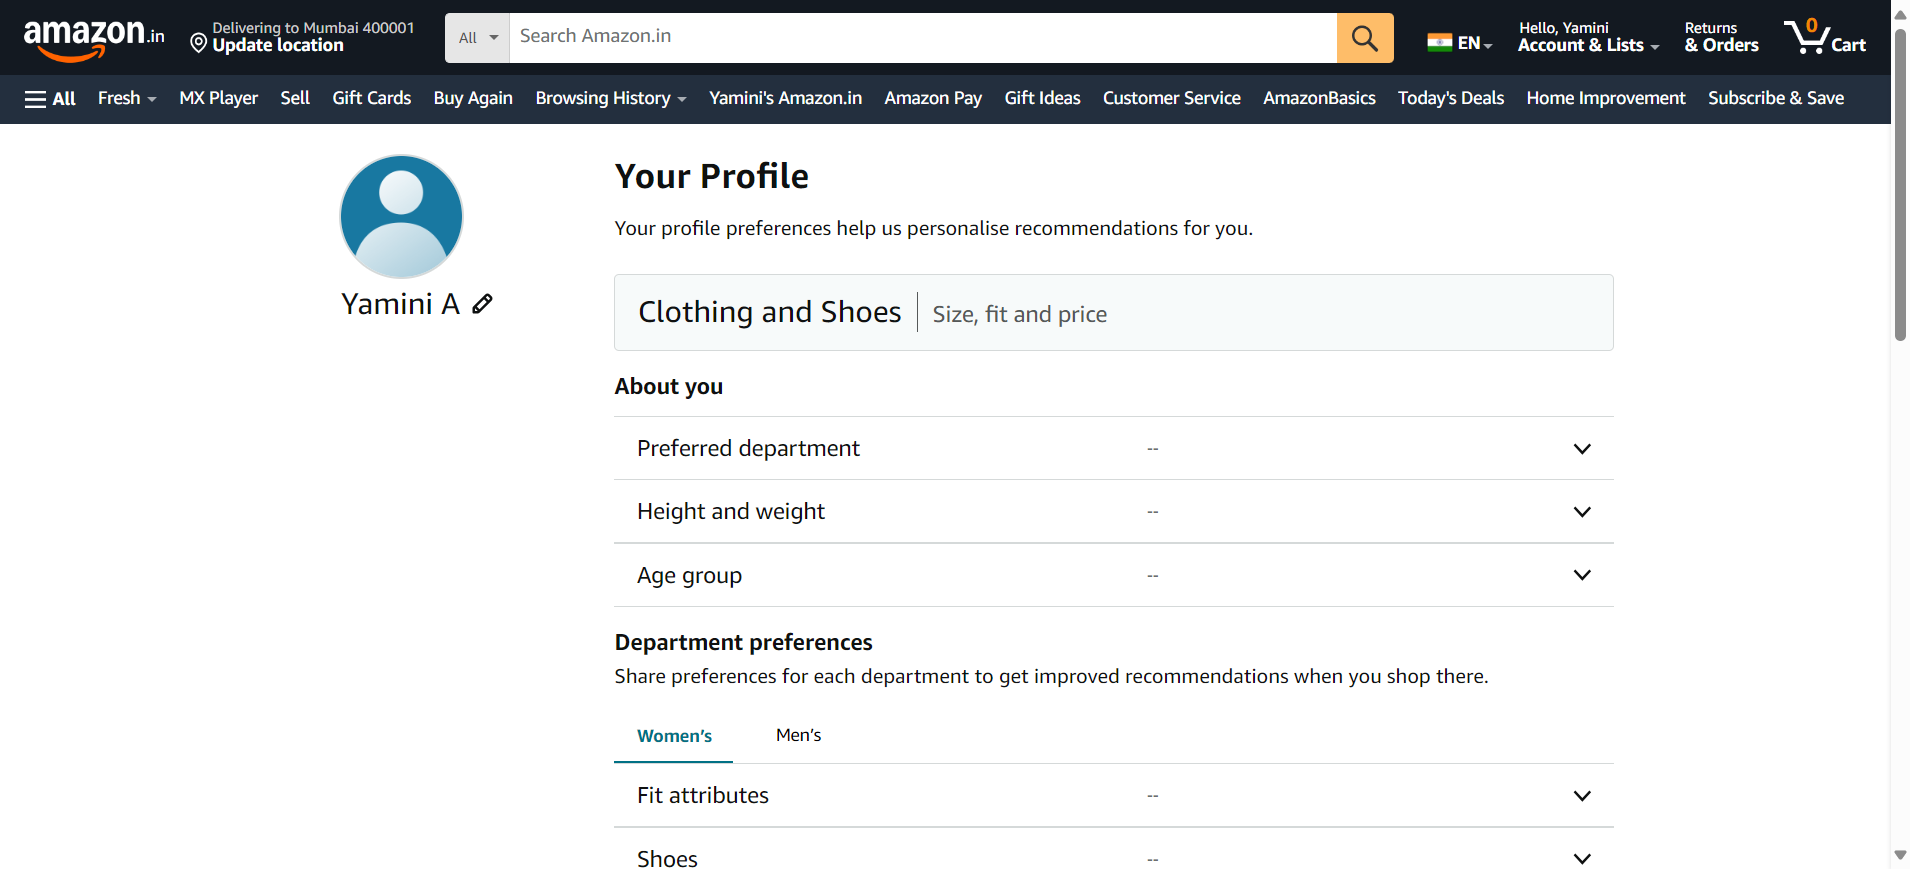 amazon.in
Delivering to Mumbai 400001
Update location
All
Search Amazon.in
EN
Hello, Yamini
Account & Lists
Returns
& Orders
0
Cart
All
Fresh
MX Player
Sell
Gift Cards
Buy Again
Browsing History
Yamini's Amazon.in
Amazon Pay
Gift Ideas
Customer Service
AmazonBasics
Today's Deals
Home Improvement
Subscribe & Save
Yamini A
Your Profile
Your profile preferences help us personalise recommendations for you.
Clothing and Shoes
Size, fit and price
About you
Preferred department --
Height and weight --
Age group --
Department preferences
Share preferences for each department to get improved recommendations when you shop there.
Women’s
Men’s
Fit attributes --
Shoes --